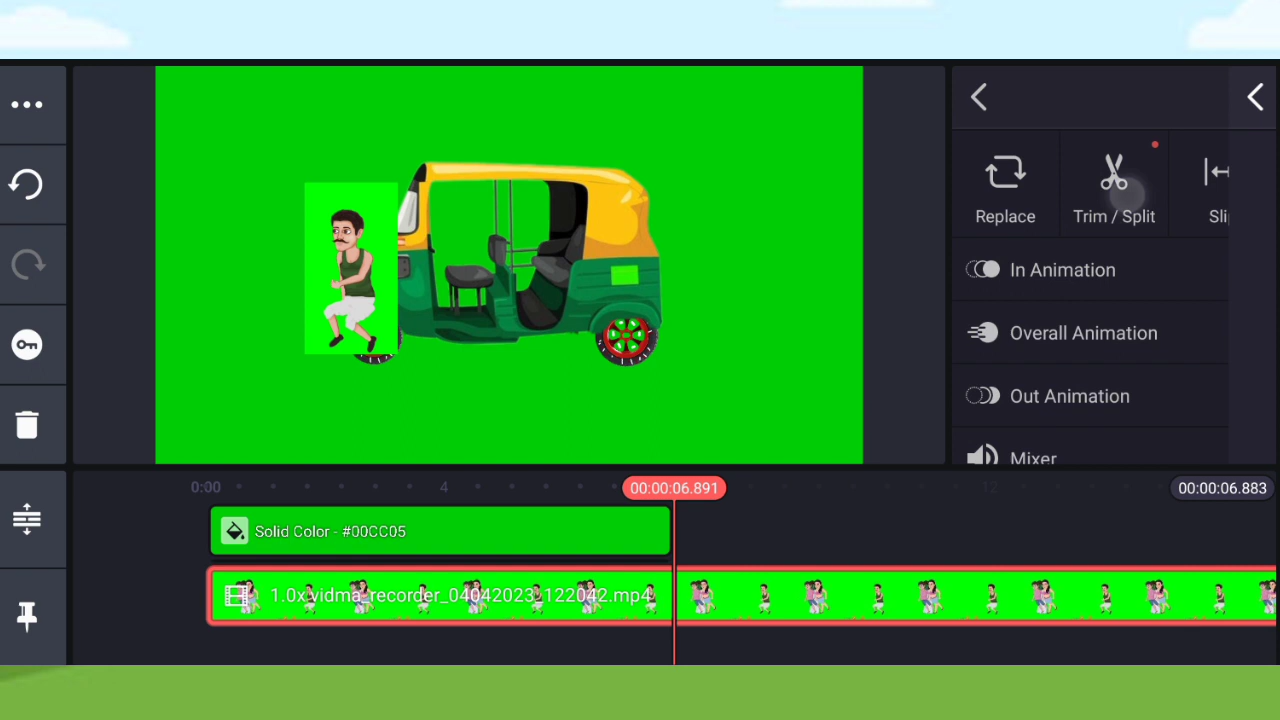 Replace
Trim / Split
Sli
In Animation
Overall Animation
Out Animation
Mixer
0:00
4
00:00:06.891
12
00:00:06.883
Solid Color - #00CC05
1.0x vidma_recorder_04042023_122042.mp4